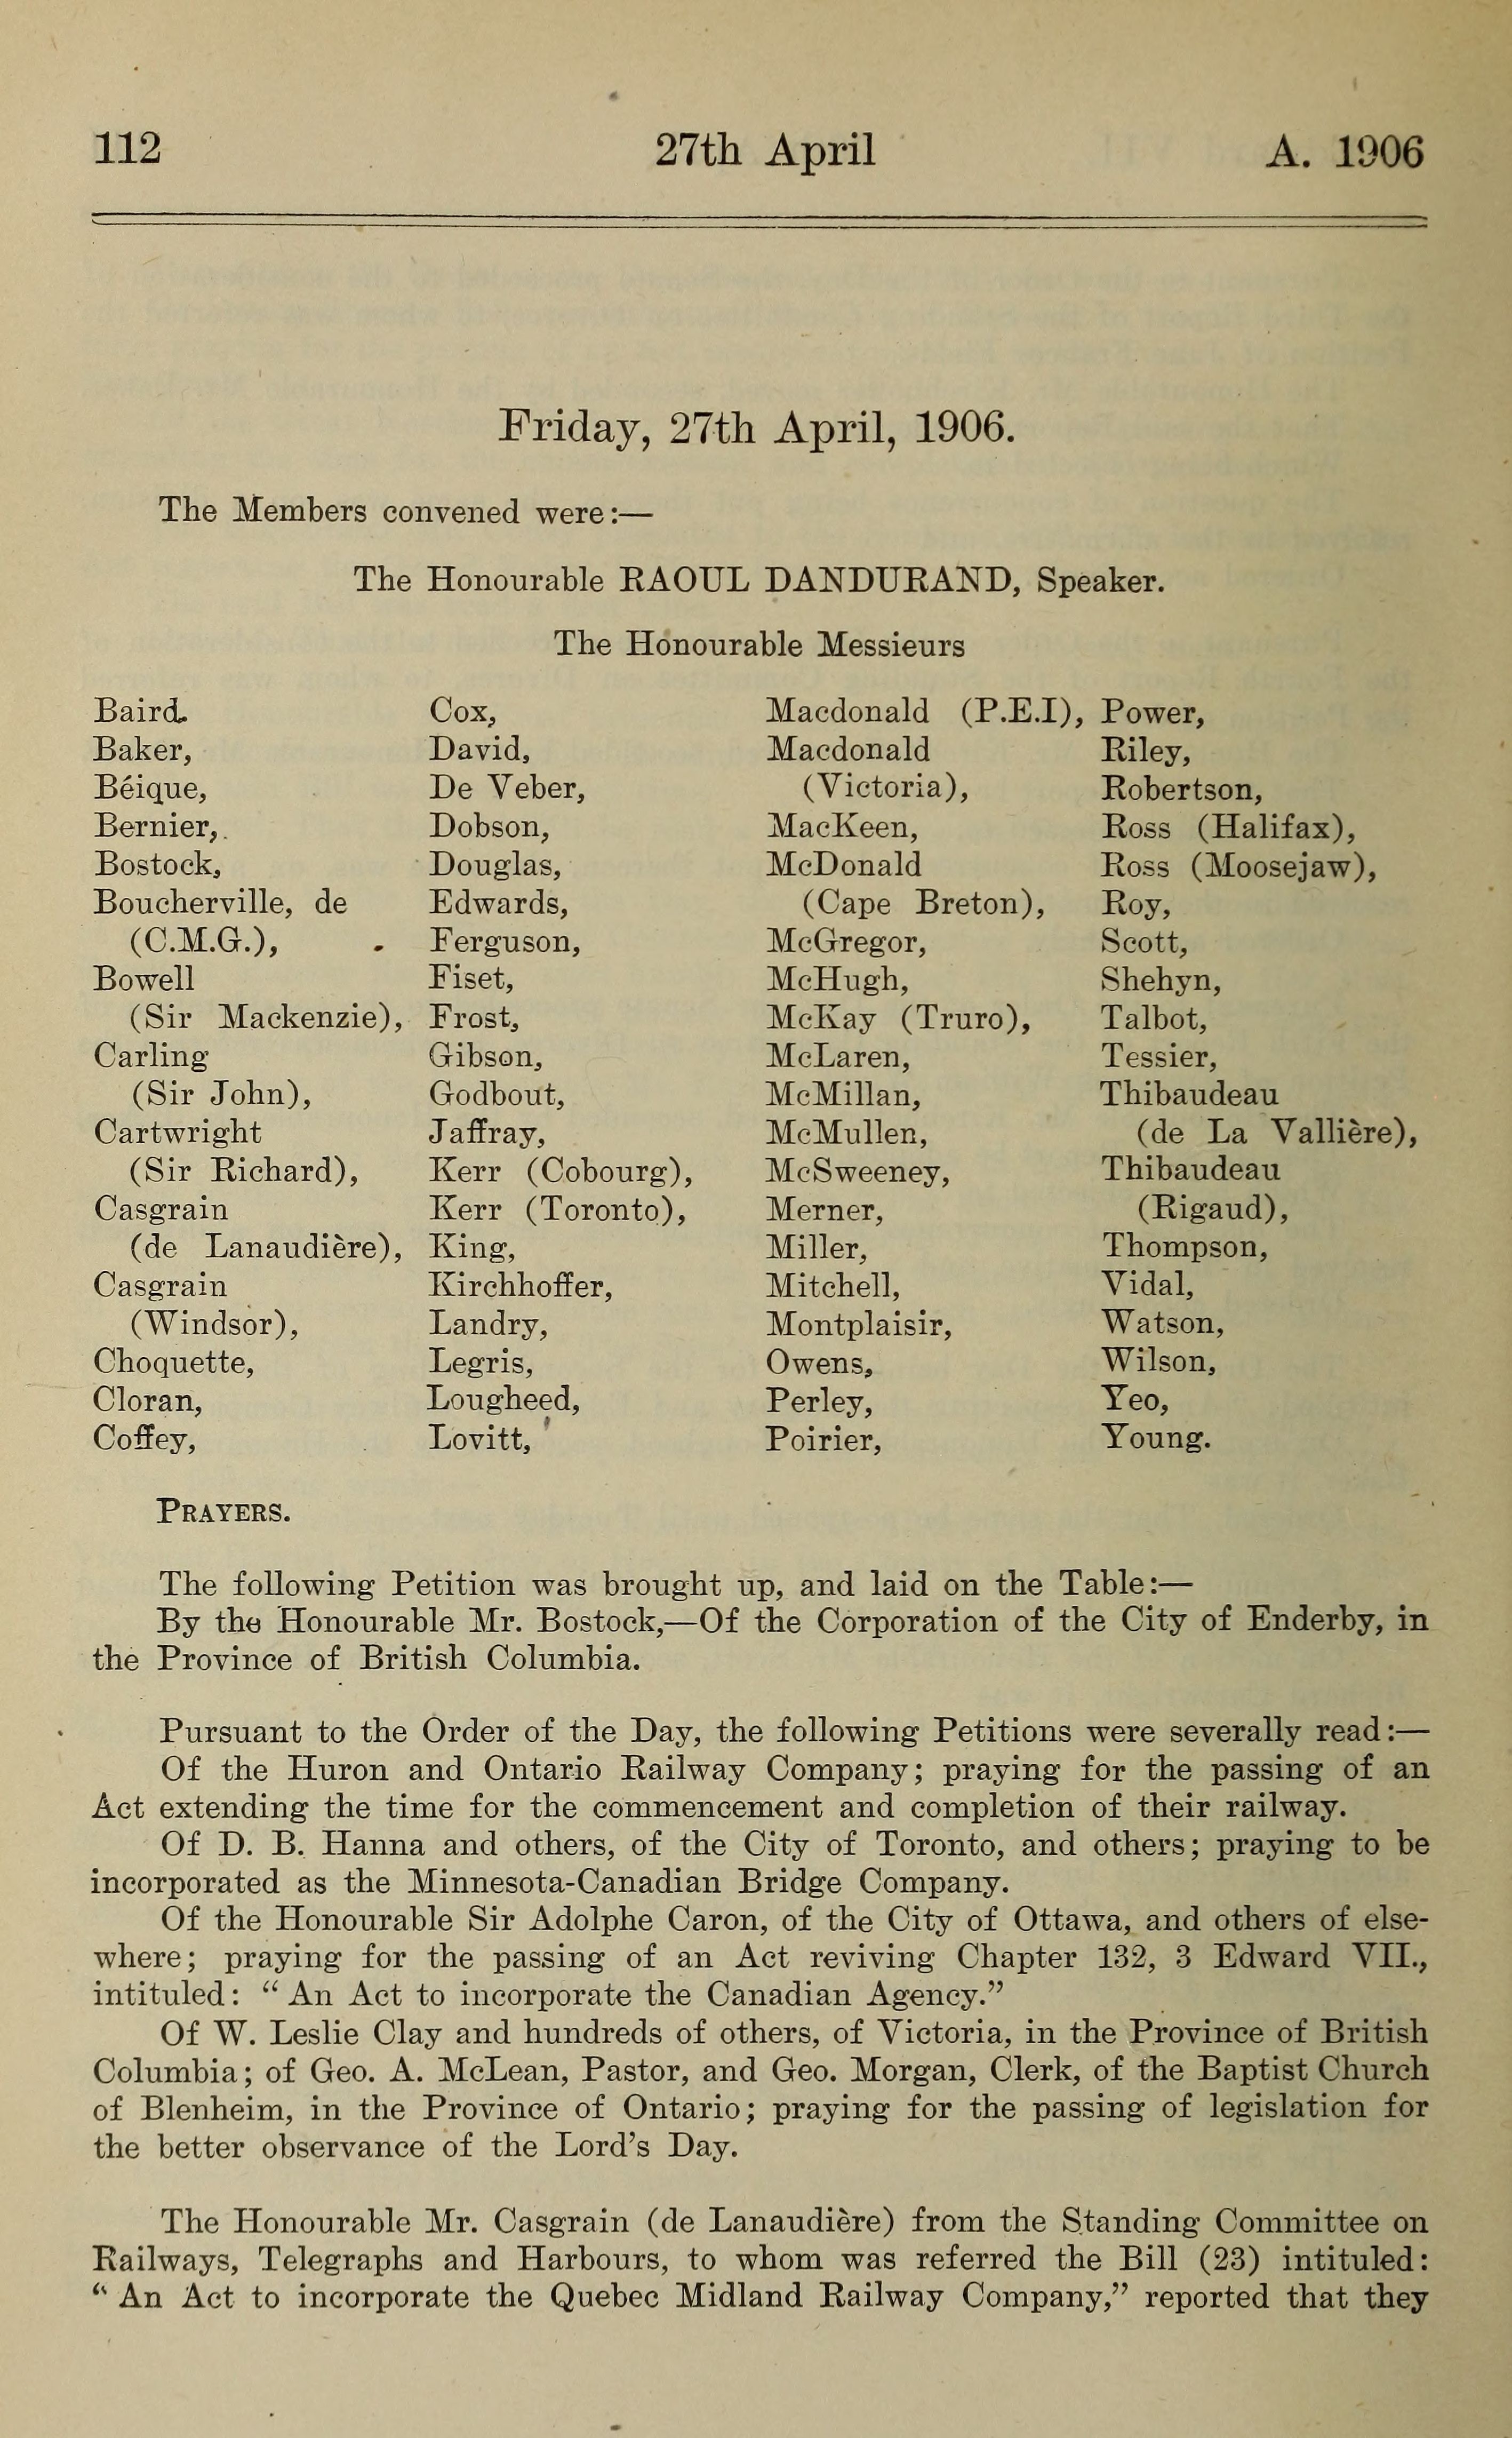 112 27th April A. 1906
Friday, 27th April, 1906.
The Members convened were:—
The Honourable RAOUL DANDURAND, Speaker.
The Honourable Messieurs
Baird.
Baker,
Béique,
Bernier,
Bostock,
Boucherville, de
(C.M.G.),
Bowell
(Sir Mackenzie),
Carling
(Sir John),
Cartwright
(Sir Richard),
Casgrain
(de Lanaudière),
Casgrain
(Windsor),
Choquette,
Cloran,
Coffey,
Cox,
David,
De Veber,
Dobson,
Douglas,
Edwards,
Ferguson,
Fiset,
Frost,
Gibson,
Godbout,
Jaffray,
Kerr (Cobourg),
Kerr (Toronto),
King,
Kirchhoffer,
Landry,
Legris,
Lougheed,
Lovitt,
Macdonald (P.E.I),
Macdonald
(Victoria),
MacKeen,
McDonald
(Cape Breton),
McGregor,
McHugh,
McKay (Truro),
McLaren,
McMillan,
McMullen,
McSweeney,
Merner,
Miller,
Mitchell,
Montplaisir,
Owens,
Perley,
Poirier,
Power,
Riley,
Robertson,
Ross (Halifax),
Ross (Moosejaw),
Roy,
Scott,
Shehyn,
Talbot,
Tessier,
Thibaudeau
(de La Vallière),
Thibaudeau
(Rigaud),
Thompson,
Vidal,
Watson,
Wilson,
Yeo,
Young.
PRAYERS.
The following Petition was brought up, and laid on the Table:—
By the Honourable Mr. Bostock,—Of the Corporation of the City of Enderby, in
the Province of British Columbia.
Pursuant to the Order of the Day, the following Petitions were severally read:—
Of the Huron and Ontario Railway Company; praying for the passing of an
Act extending the time for the commencement and completion of their railway.
Of D. B. Hanna and others, of the City of Toronto, and others; praying to be
incorporated as the Minnesota-Canadian Bridge Company.
Of the Honourable Sir Adolphe Caron, of the City of Ottawa, and others of else-
where; praying for the passing of an Act reviving Chapter 132, 3 Edward VII.,
intituled: “ An Act to incorporate the Canadian Agency.”
Of W. Leslie Clay and hundreds of others, of Victoria, in the Province of British
Columbia; of Geo. A. McLean, Pastor, and Geo. Morgan, Clerk, of the Baptist Church
of Blenheim, in the Province of Ontario; praying for the passing of legislation for
the better observance of the Lord’s Day.
The Honourable Mr. Casgrain (de Lanaudière) from the Standing Committee on
Railways, Telegraphs and Harbours, to whom was referred the Bill (23) intituled:
“ An Act to incorporate the Quebec Midland Railway Company,” reported that they